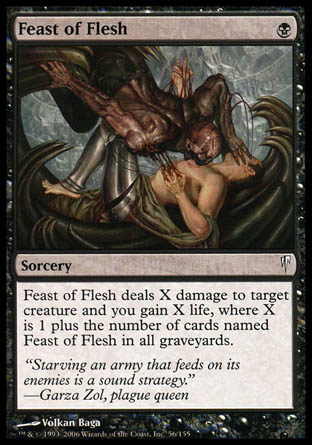 Feast of Flesh
Sorcery
Feast of Flesh deals X damage to target
creature and you gain X life, where X
is 1 plus the number of cards named
Feast of Flesh in all graveyards.
“Starving an army that feeds on its
enemies is a sound strategy.”
—Garza Zol, plague queen
Volkan Baga
™ & © 1993–2006 Wizards of the Coast, Inc. 56/155